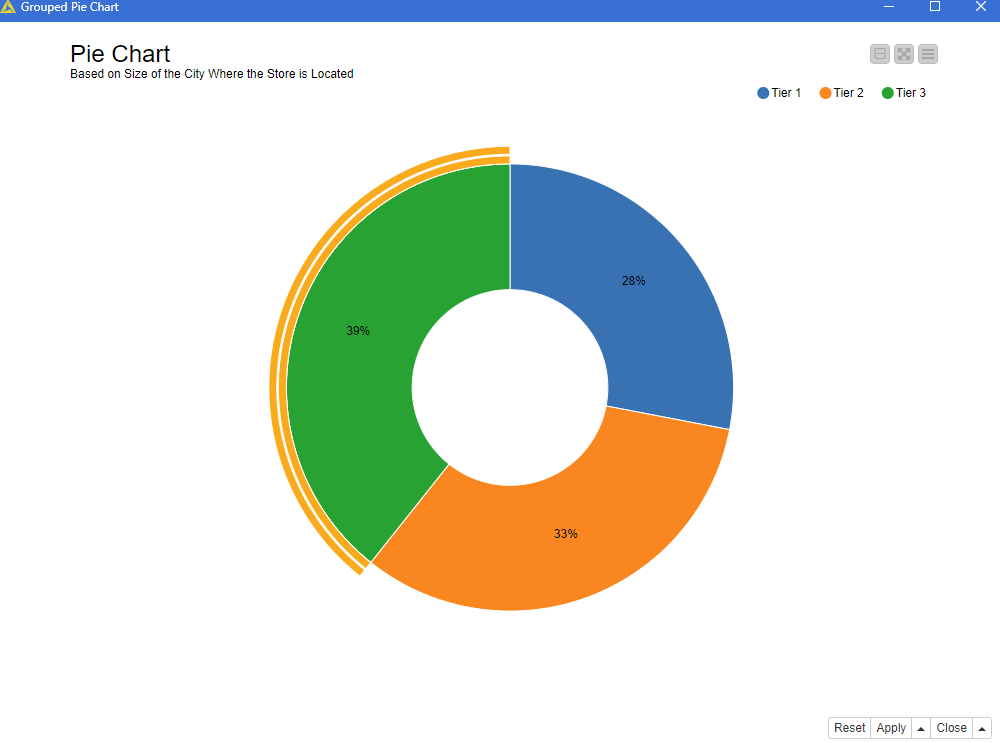 Grouped Pie Chart
Pie Chart
Based on Size of the City Where the Store is Located
Tier 1 Tier 2 Tier 3
28%
39%
33%
Reset Apply Close